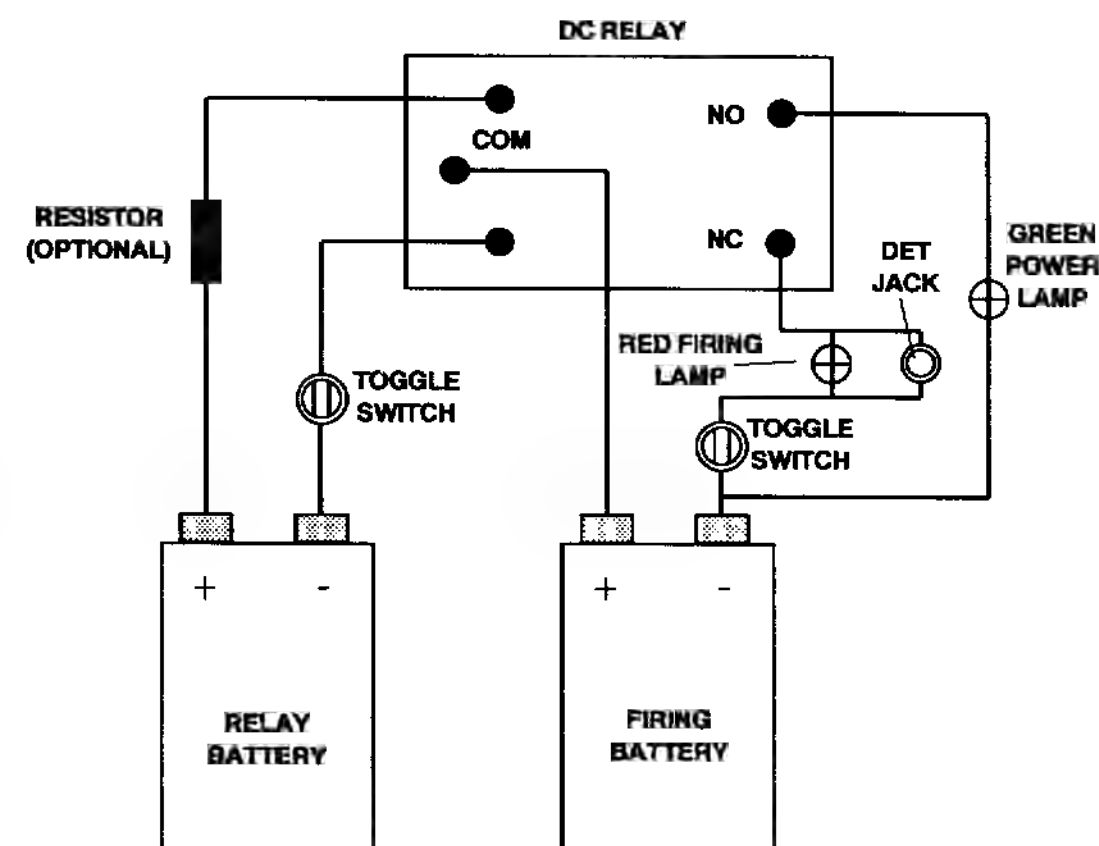 DC RELAY
NO
COM
RESISTOR
(OPTIONAL)
NC
DET
JACK
GREEN
POWER
LAMP
RED FIRING
LAMP
TOGGLE
SWITCH
TOGGLE
SWITCH
+ -
+ -
RELAY
BATTERY
FIRING
BATTERY